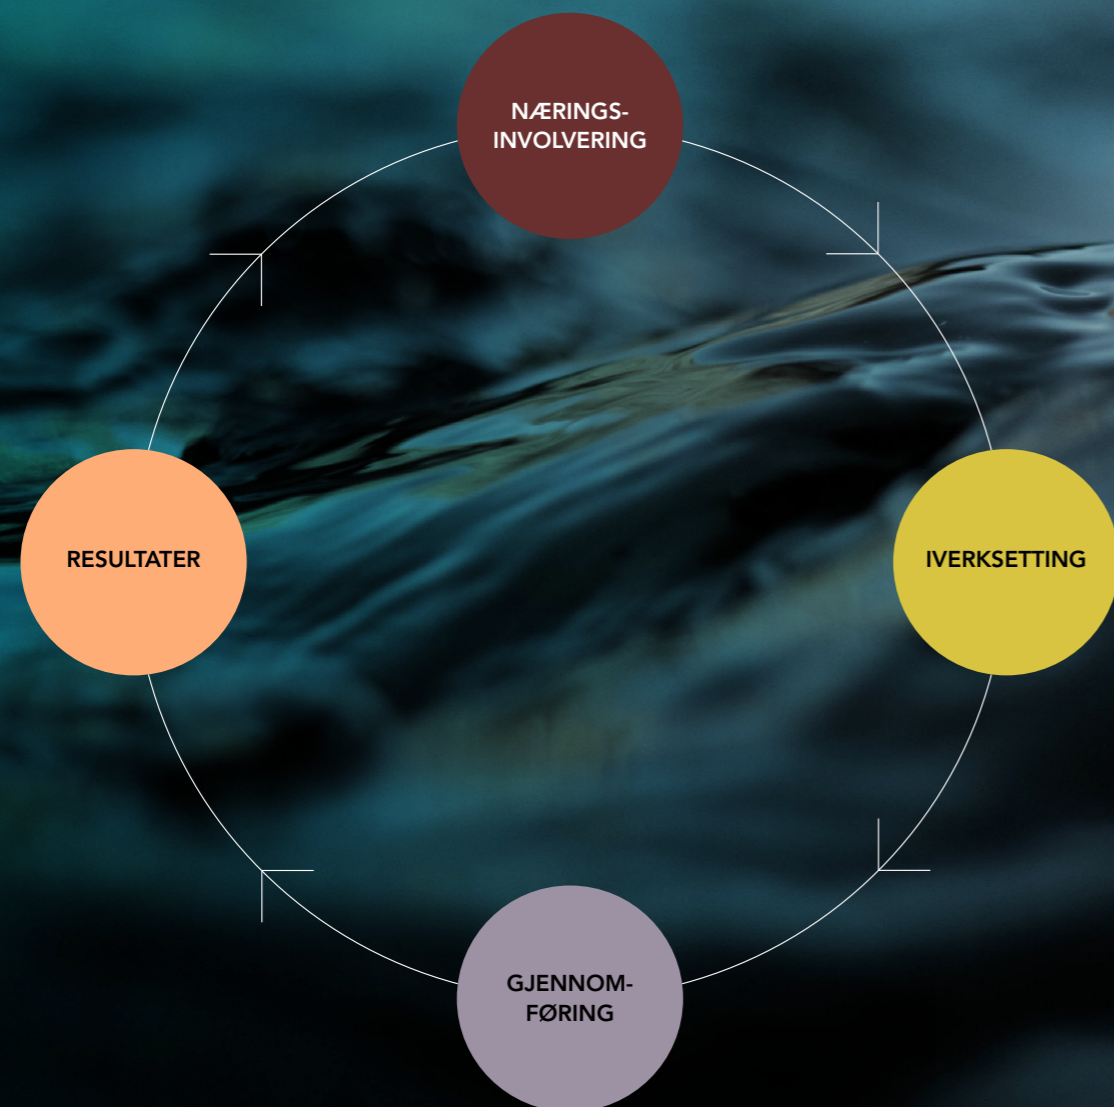 NÆRINGS-
INVOLVERING
RESULTATER
IVERKSETTING
GJENNOM-
FØRING